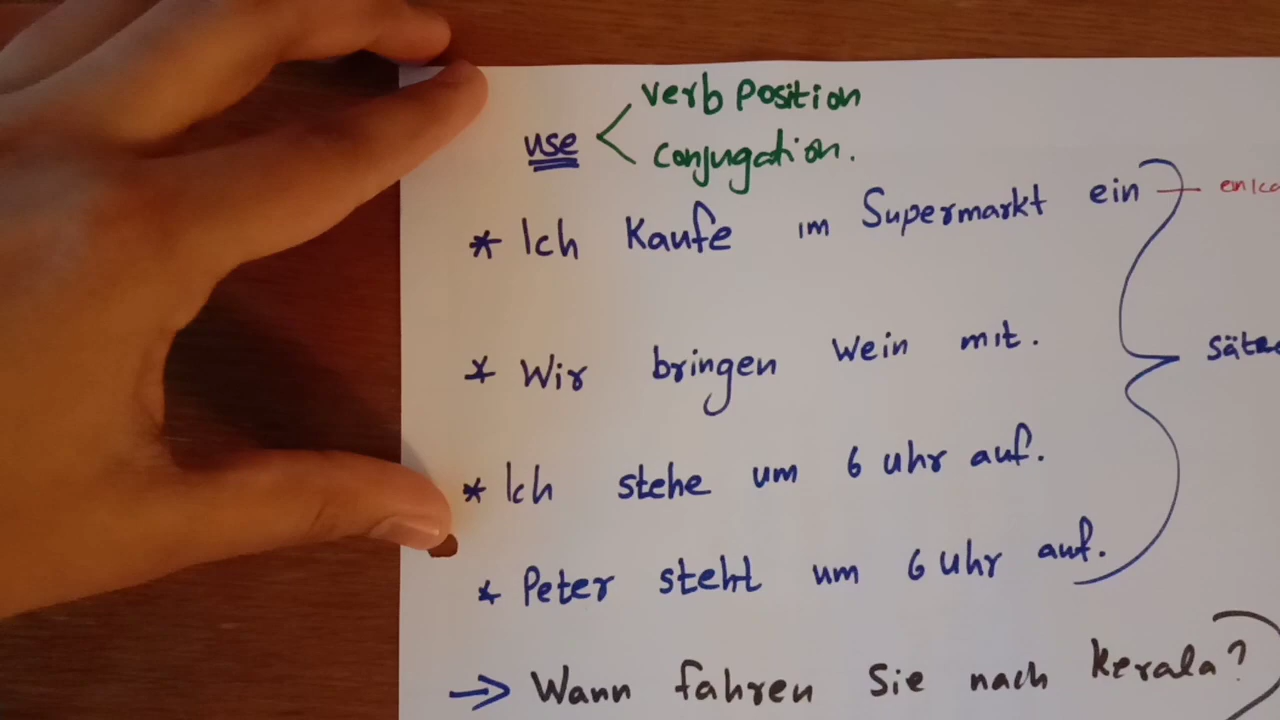 verb position
use
conjugation.
* Ich Kaufe im Supermarkt ein
* Wir bringen Wein mit.
* Ich stehe um 6 uhr auf.
* Peter steht um 6 Uhr auf.
→ Wann fahren Sie nach Kerala?